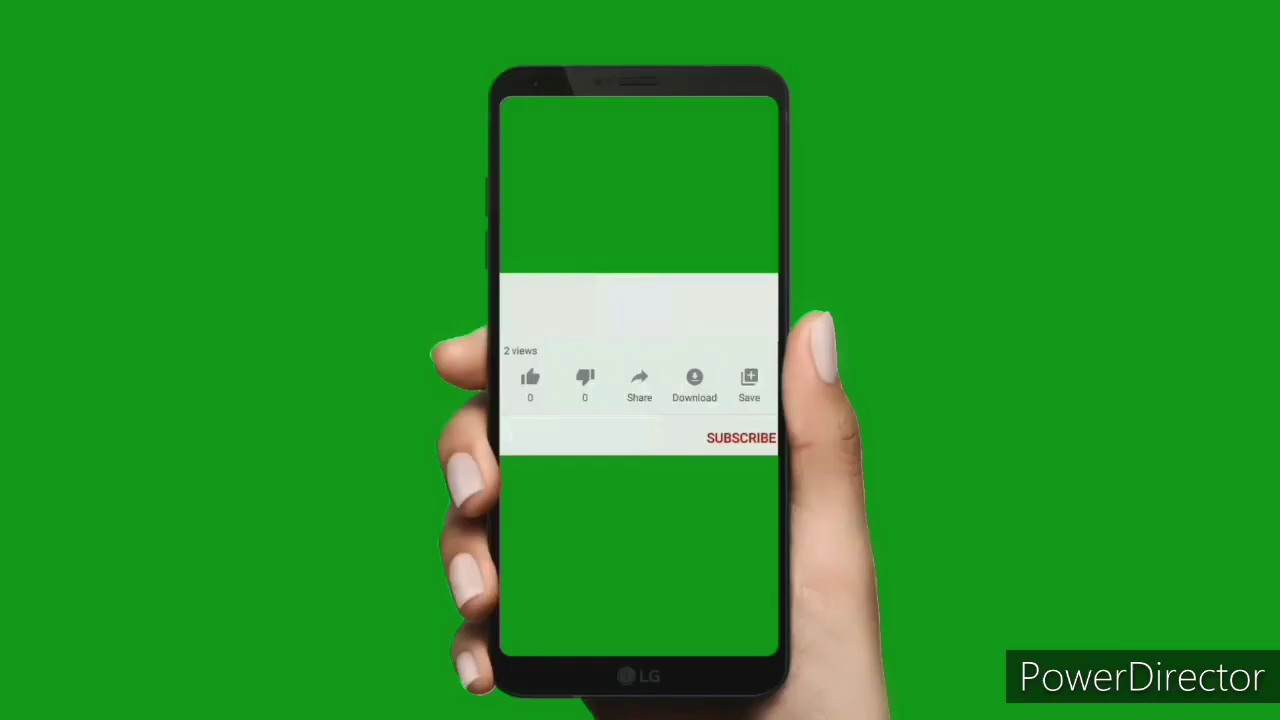 2 views
0 0 Share Download Save
SUBSCRIBE
LG
PowerDirector